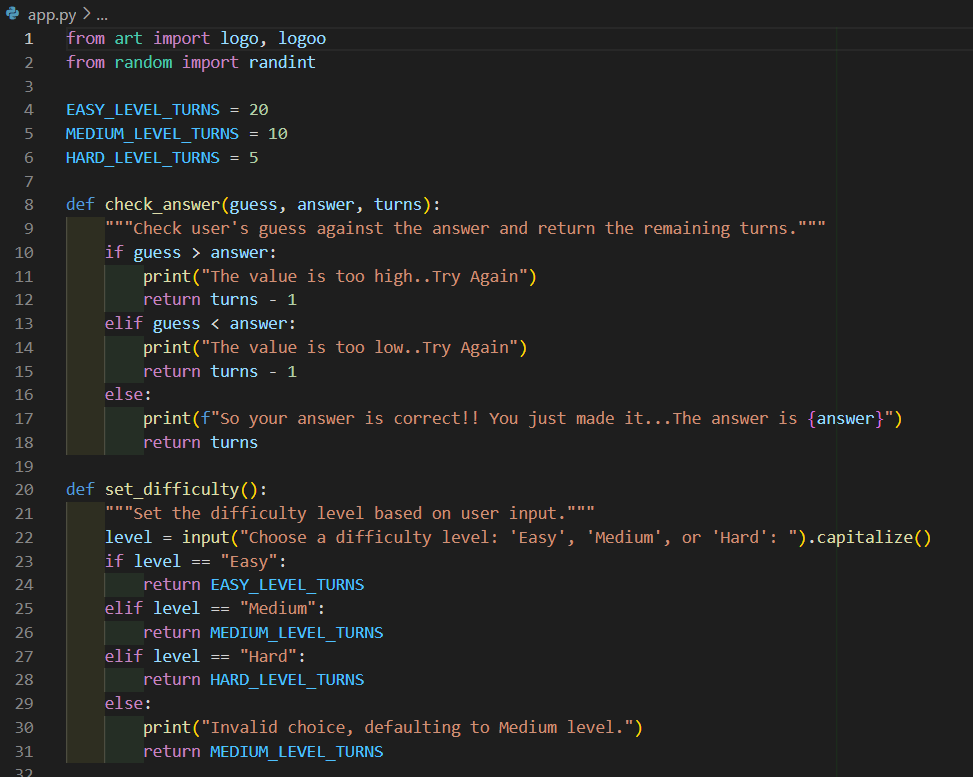 app.py > ...
1 from art import logo, logoo
2 from random import randint
3
4 EASY_LEVEL_TURNS = 20
5 MEDIUM_LEVEL_TURNS = 10
6 HARD_LEVEL_TURNS = 5
7
8 def check_answer(guess, answer, turns):
9     """Check user's guess against the answer and return the remaining turns."""
10     if guess > answer:
11         print("The value is too high..Try Again")
12         return turns - 1
13     elif guess < answer:
14         print("The value is too low..Try Again")
15         return turns - 1
16     else:
17         print(f"So your answer is correct!! You just made it...The answer is {answer}")
18         return turns
19
20 def set_difficulty():
21     """Set the difficulty level based on user input."""
22     level = input("Choose a difficulty level: 'Easy', 'Medium', or 'Hard': ").capitalize()
23     if level == "Easy":
24         return EASY_LEVEL_TURNS
25     elif level == "Medium":
26         return MEDIUM_LEVEL_TURNS
27     elif level == "Hard":
28         return HARD_LEVEL_TURNS
29     else:
30         print("Invalid choice, defaulting to Medium level.")
31         return MEDIUM_LEVEL_TURNS
32